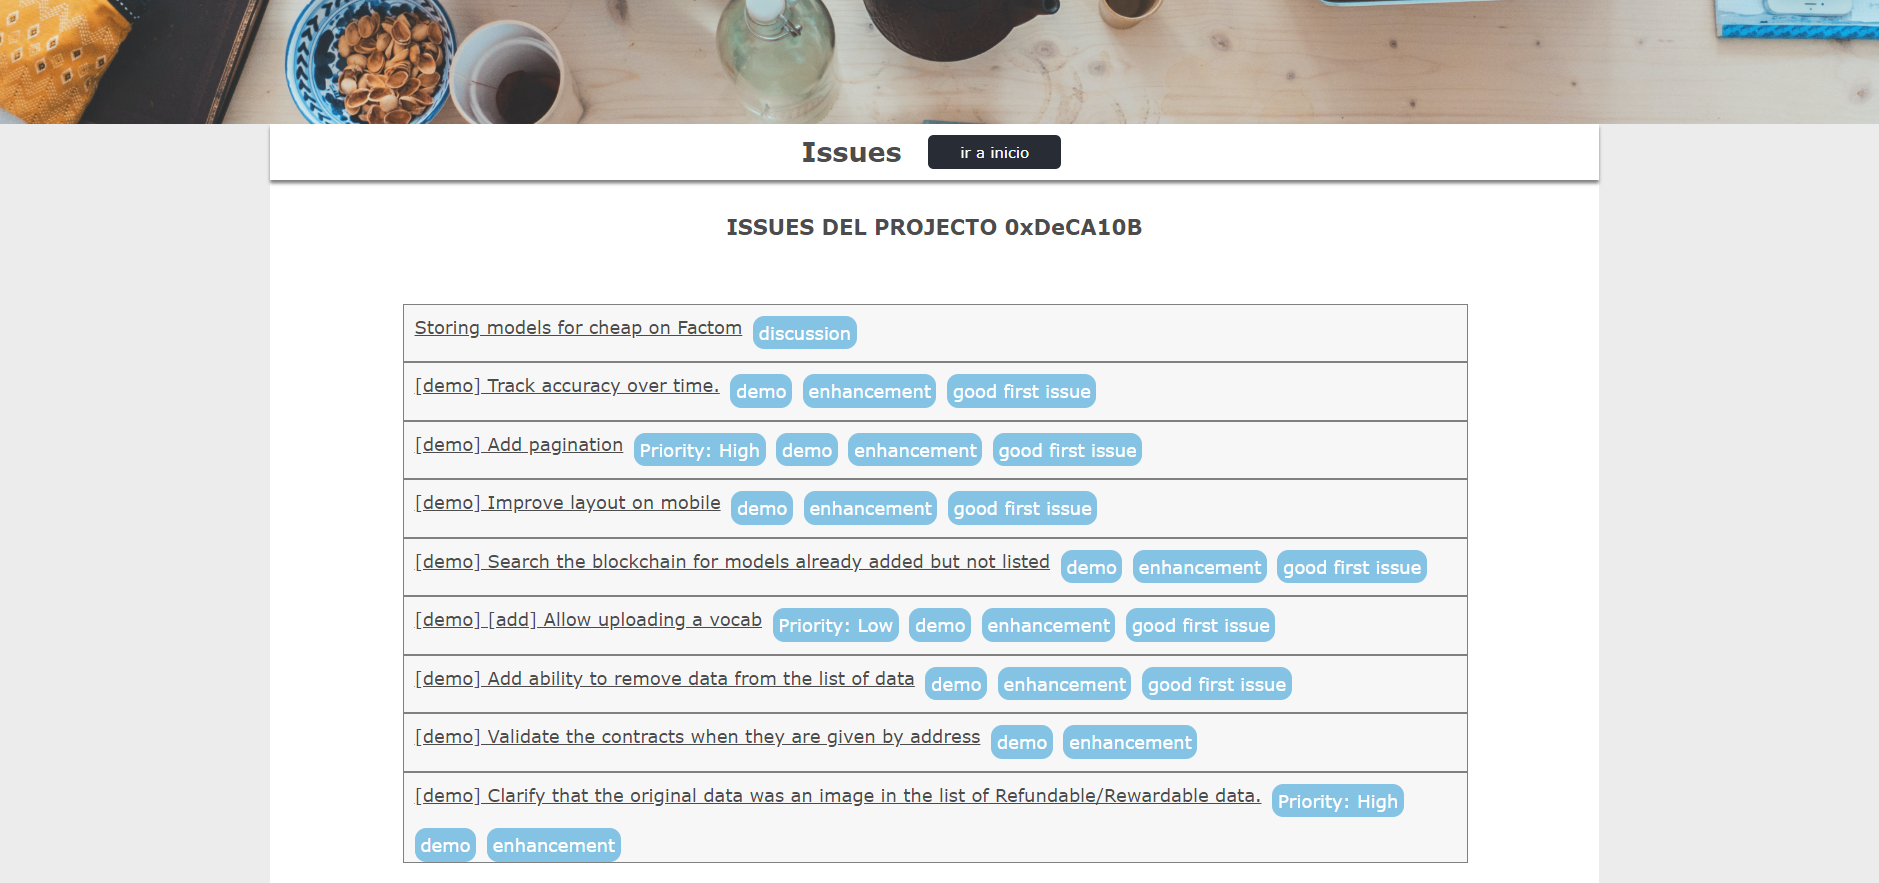 Issues ir a inicio
ISSUES DEL PROJECTO 0xDeCA10B
Storing models for cheap on Factom discussion
[demo] Track accuracy over time. demo enhancement good first issue
[demo] Add pagination Priority: High demo enhancement good first issue
[demo] Improve layout on mobile demo enhancement good first issue
[demo] Search the blockchain for models already added but not listed demo enhancement good first issue
[demo] [add] Allow uploading a vocab Priority: Low demo enhancement good first issue
[demo] Add ability to remove data from the list of data demo enhancement good first issue
[demo] Validate the contracts when they are given by address demo enhancement
[demo] Clarify that the original data was an image in the list of Refundable/Rewardable data. Priority: High
demo enhancement